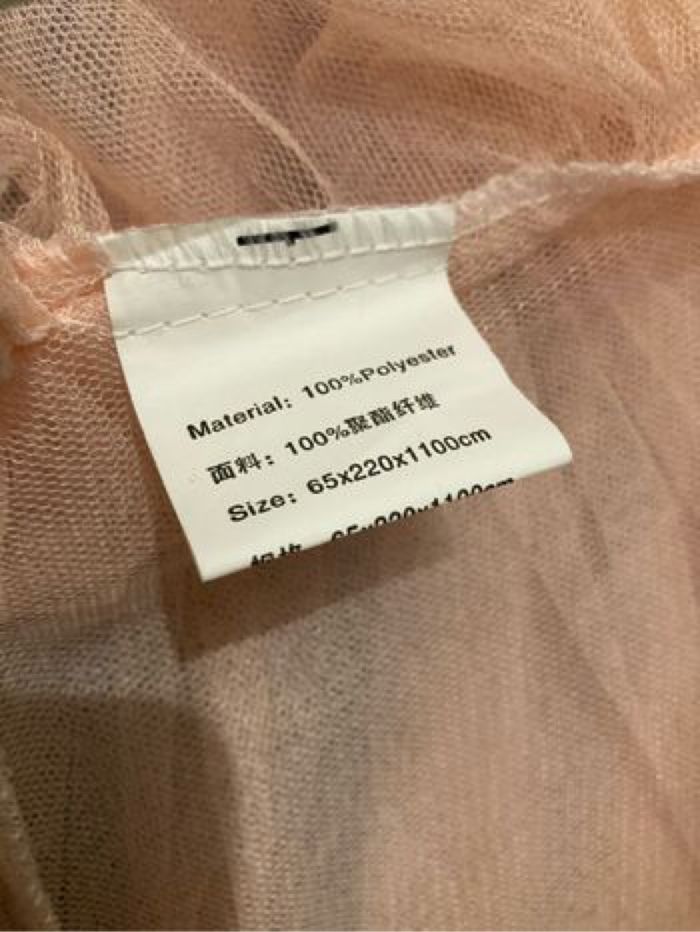 Material: 100%Polyester
面料: 100%聚酯纤维
Size: 65x220x1100cm